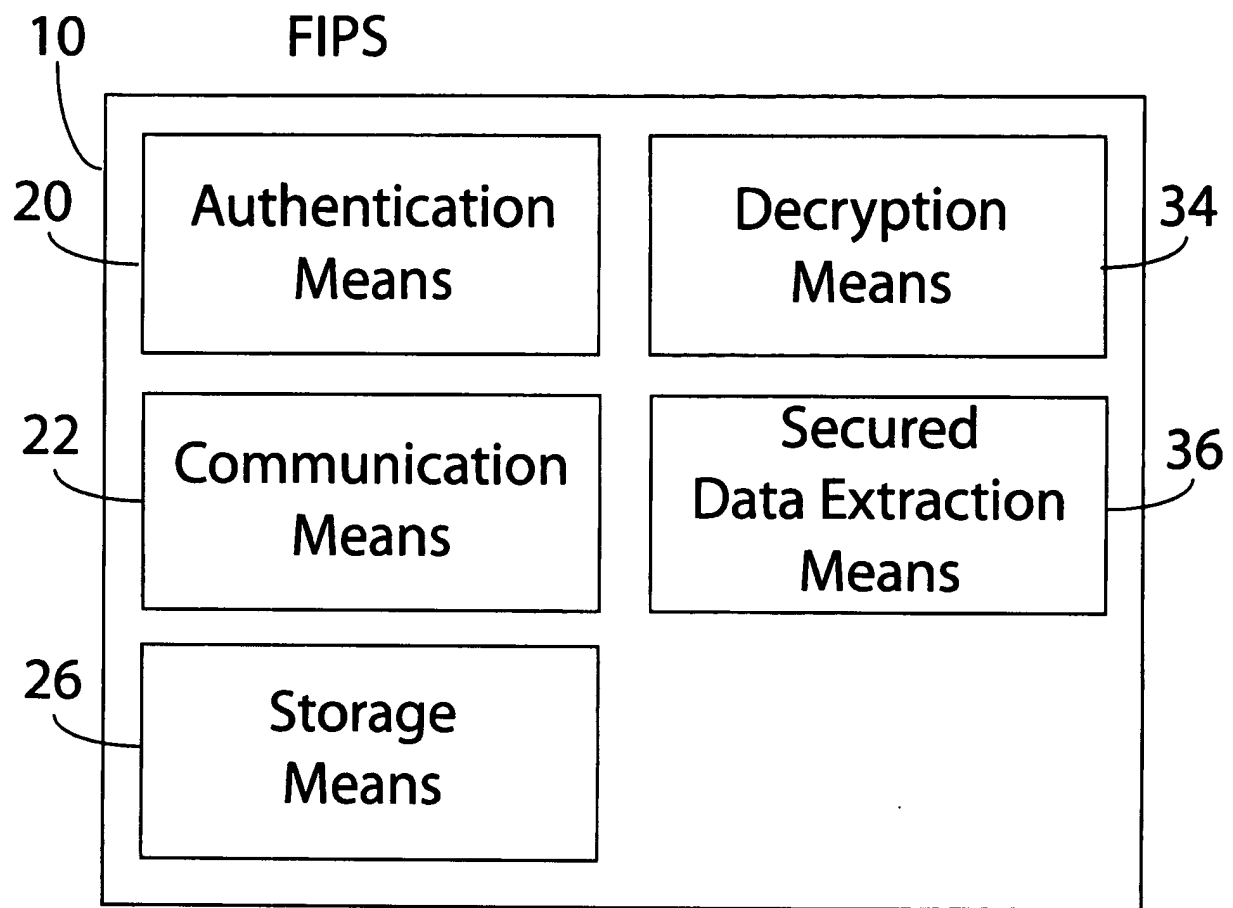 10
FIPS
20
Authentication
Means
Decryption
Means
34
22
Communication
Means
Secured
Data Extraction
Means
36
26
Storage
Means